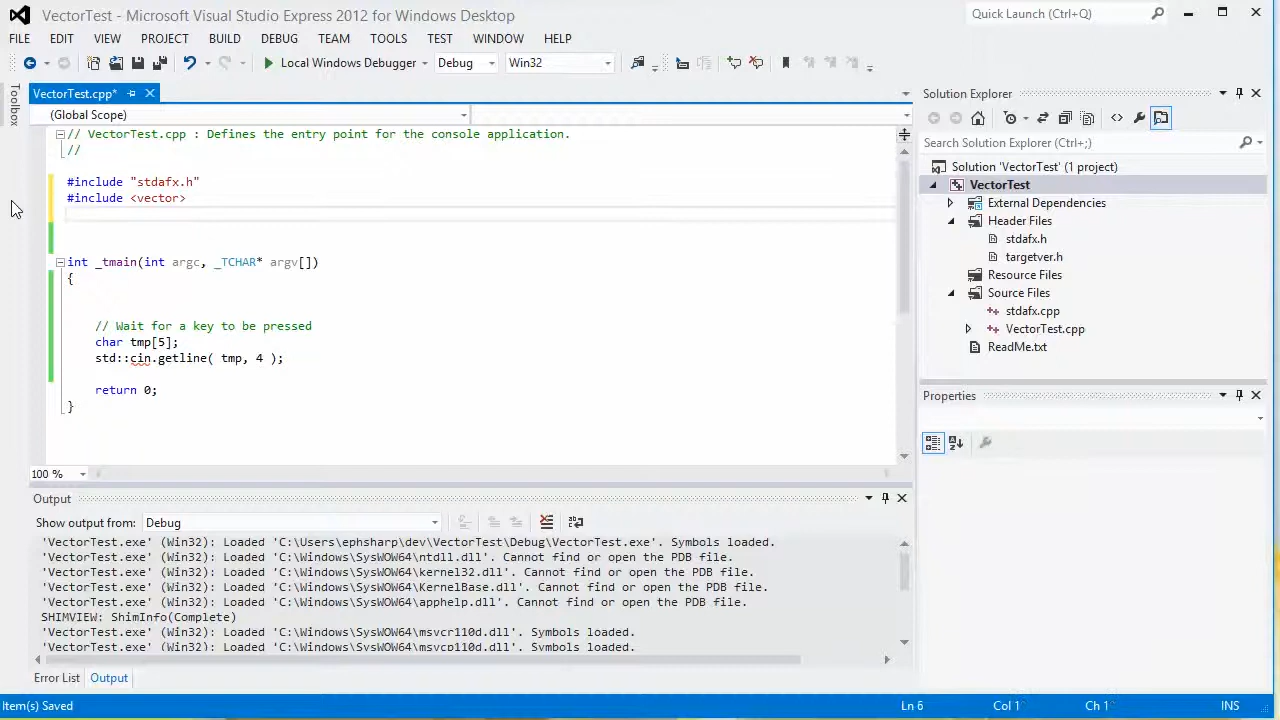 VectorTest - Microsoft Visual Studio Express 2012 for Windows Desktop
Quick Launch (Ctrl+Q)
FILE EDIT VIEW PROJECT BUILD DEBUG TEAM TOOLS TEST WINDOW HELP
Local Windows Debugger Debug Win32
Toolbox
VectorTest.cpp*
(Global Scope)
// VectorTest.cpp : Defines the entry point for the console application.
//
#include "stdafx.h"
#include <vector>
int _tmain(int argc, _TCHAR* argv[])
{
// Wait for a key to be pressed
char tmp[5];
std::cin.getline( tmp, 4 );
return 0;
}
100 %
Output
Show output from: Debug
'VectorTest.exe' (Win32): Loaded 'C:\Users\ephsharp\dev\VectorTest\Debug\VectorTest.exe'. Symbols loaded.
'VectorTest.exe' (Win32): Loaded 'C:\Windows\SysWOW64\ntdll.dll'. Cannot find or open the PDB file.
'VectorTest.exe' (Win32): Loaded 'C:\Windows\SysWOW64\kernel32.dll'. Cannot find or open the PDB file.
'VectorTest.exe' (Win32): Loaded 'C:\Windows\SysWOW64\KernelBase.dll'. Cannot find or open the PDB file.
'VectorTest.exe' (Win32): Loaded 'C:\Windows\SysWOW64\apphelp.dll'. Cannot find or open the PDB file.
SHIMVIEW: ShimInfo(Complete)
'VectorTest.exe' (Win32): Loaded 'C:\Windows\SysWOW64\msvcr110d.dll'. Symbols loaded.
'VectorTest.exe' (Win32): Loaded 'C:\Windows\SysWOW64\msvcp110d.dll'. Symbols loaded.
Error List Output
Solution Explorer
Search Solution Explorer (Ctrl+;)
Solution 'VectorTest' (1 project)
VectorTest
External Dependencies
Header Files
stdafx.h
targetver.h
Resource Files
Source Files
stdafx.cpp
VectorTest.cpp
ReadMe.txt
Properties
Item(s) Saved Ln 6 Col 1 Ch 1 INS